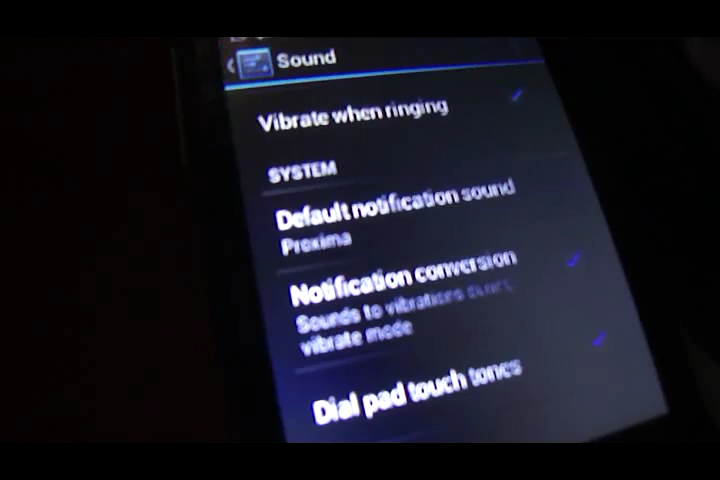 Sound
Vibrate when ringing
SYSTEM
Default notification sound
Proxima
Notification conversion
Sounds to vibrations
vibrate mode
Dial pad touch tones